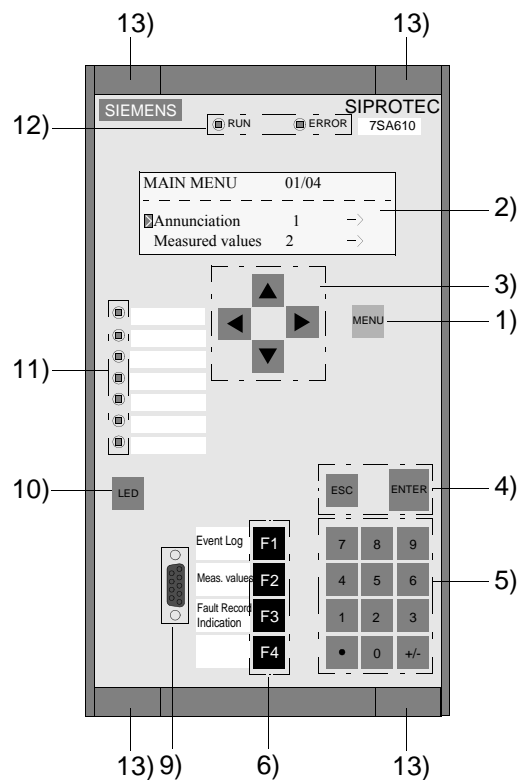 13) 13)
SIEMENS SIPROTEC
12) RUN ERROR 7SA610
MAIN MENU 01/04
Annunciation 1 –>
Measured values 2 –>
2)
3)
MENU 1)
11)
10) LED
ESC ENTER 4)
Event Log F1
Meas. values F2
Fault Record
Indication F3
F4
7 8 9
4 5 6
5)
1 2 3
• 0 +/-
13) 9) 6) 13)